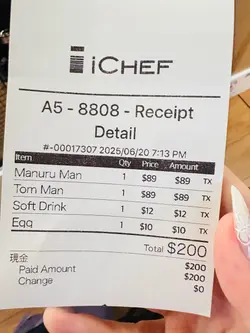 iCHEF
A5 - 8808 - Receipt
Detail
#-00017307 2025/06/20 7:13 PM
Item Qty Price Amount
Manuru Man 1 $89 $89 TX
Tom Man 1 $89 $89 TX
Soft Drink 1 $12 $12 TX
Egg 1 $10 $10 TX
Total $200
現金 $200
Paid Amount $200
Change $0